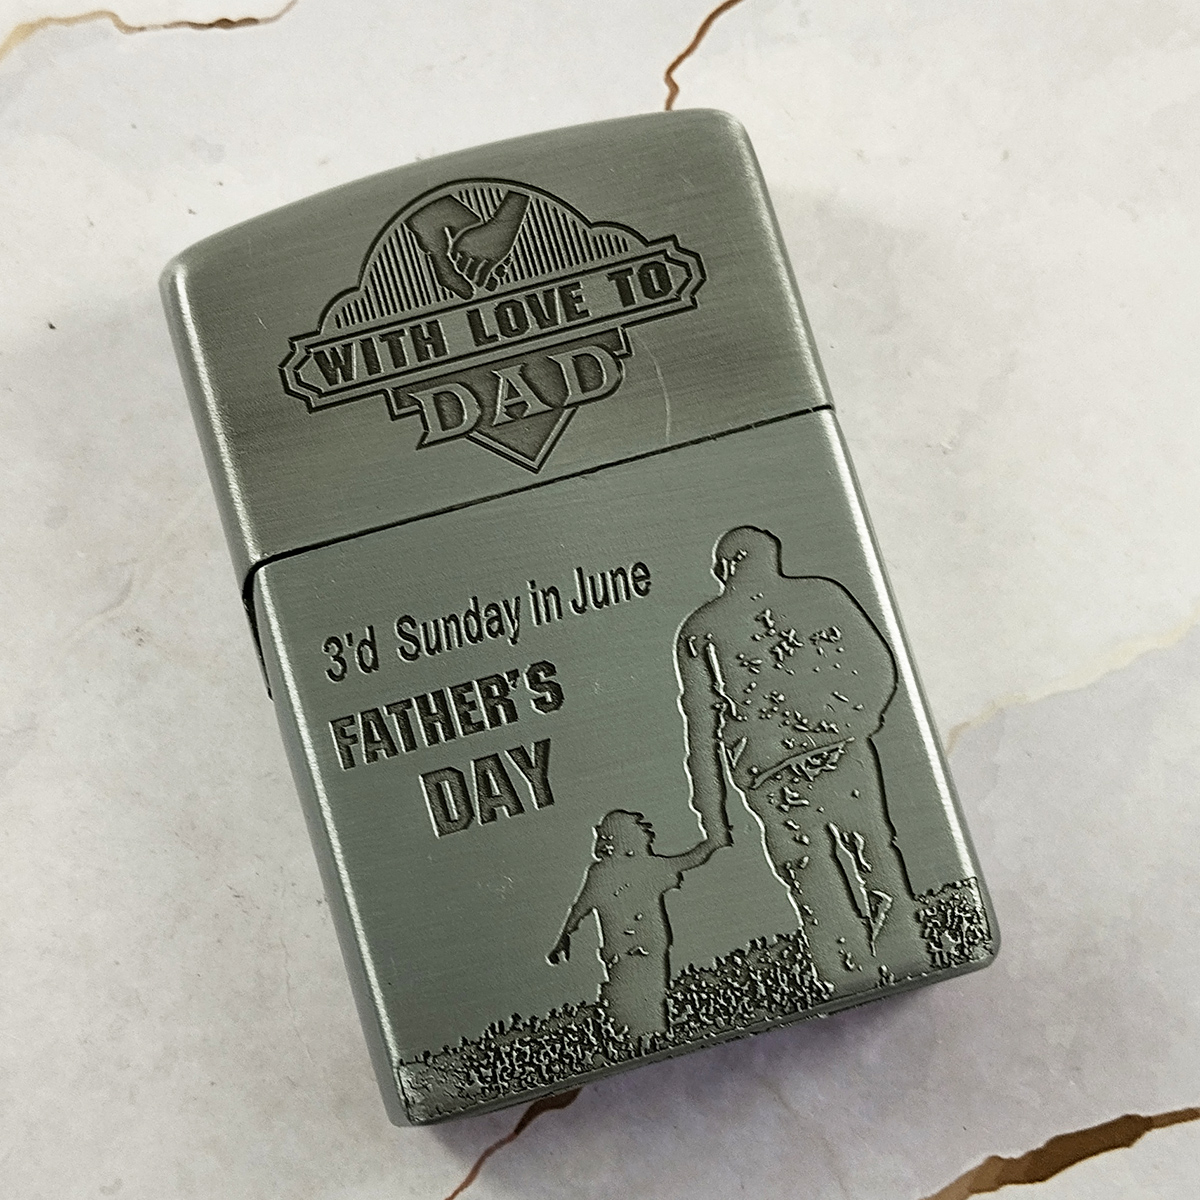 WITH LOVE TO
DAD
3'd Sunday in June
FATHER'S
DAY